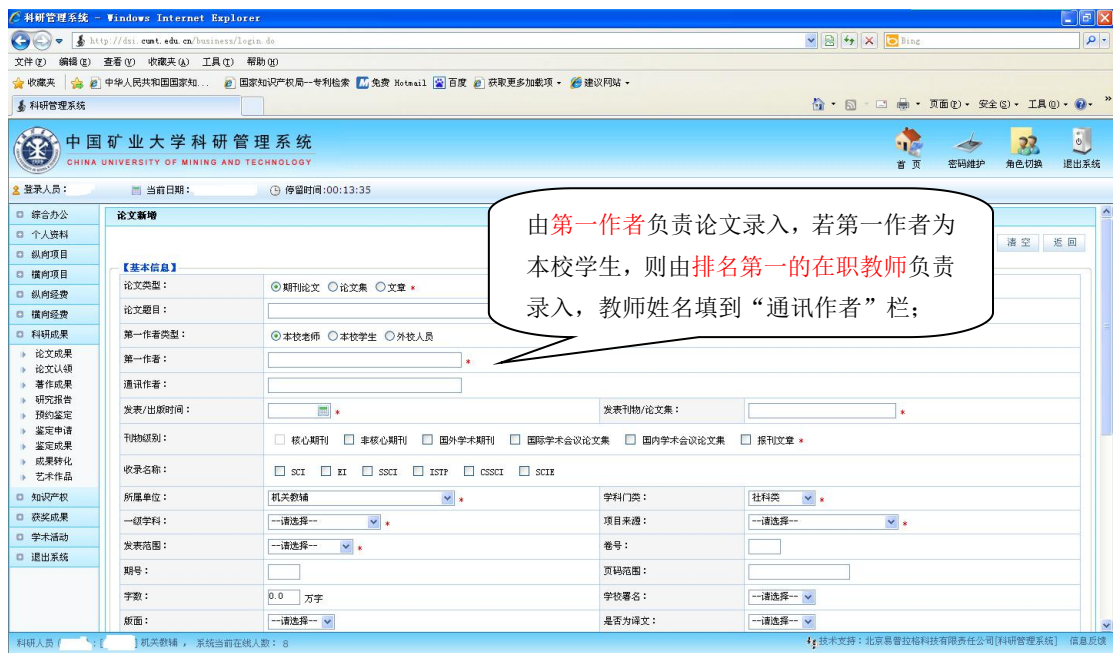 科研管理系统 - Windows Internet Explorer
http://dsi.cumt.edu.cn/business/login.do
Bing
文件(F) 编辑(E) 查看(V) 收藏夹(A) 工具(T) 帮助(H)
收藏夹 中华人民共和国国家知... 国家知识产权局--专利检索 免费 Hotmail 百度 获取更多加载项 建议网站
科研管理系统
页面(P) 安全(S) 工具(O) »
中国矿业大学科研管理系统
CHINA UNIVERSITY OF MINING AND TECHNOLOGY
首 页 密码维护 角色切换 退出系统
登录人员： 当前日期： 停留时间:00:13:35
综合办公
个人资料
纵向项目
横向项目
纵向经费
横向经费
科研成果
论文成果
论文认领
著作成果
研究报告
预约鉴定
鉴定申请
鉴定成果
成果转化
艺术作品
知识产权
获奖成果
学术活动
退出系统
论文新增
清 空 返 回
由第一作者负责论文录入，若第一作者为
本校学生，则由排名第一的在职教师负责
录入，教师姓名填到“通讯作者”栏；
【基本信息】
论文类型： 期刊论文 论文集 文章 *
论文题目：
第一作者类型： 本校老师 本校学生 外校人员
第一作者： *
通讯作者：
发表/出版时间： * 发表刊物/论文集： *
刊物级别： 核心期刊 非核心期刊 国外学术期刊 国际学术会议论文集 国内学术会议论文集 报刊文章 *
收录名称： SCI EI SSCI ISTP CSSCI SCIE
所属单位： 机关教辅 * 学科门类： 社科类 *
一级学科： --请选择-- * 项目来源： --请选择-- *
发表范围： --请选择-- * 卷号：
期号： 页码范围：
字数： 0.0 万字 学校署名： --请选择--
版面： --请选择-- 是否为译文： --请选择--
科研人员 ( : [ ] 机关教辅 ， 系统当前在线人数： 8
技术支持：北京易普拉格科技有限责任公司[科研管理系统] 信息反馈